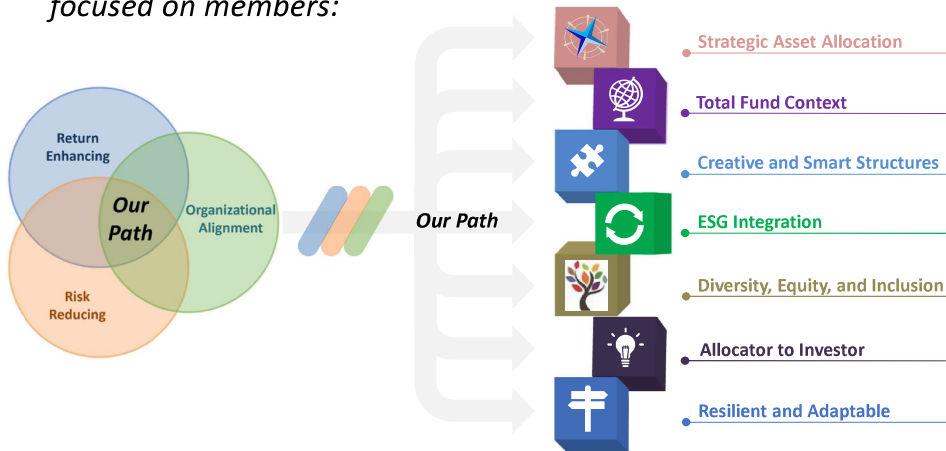 focused on members:
Return
Enhancing
Our
Path
Organizational
Alignment
Risk
Reducing
Our Path
Strategic Asset Allocation
Total Fund Context
Creative and Smart Structures
ESG Integration
Diversity, Equity, and Inclusion
Allocator to Investor
Resilient and Adaptable